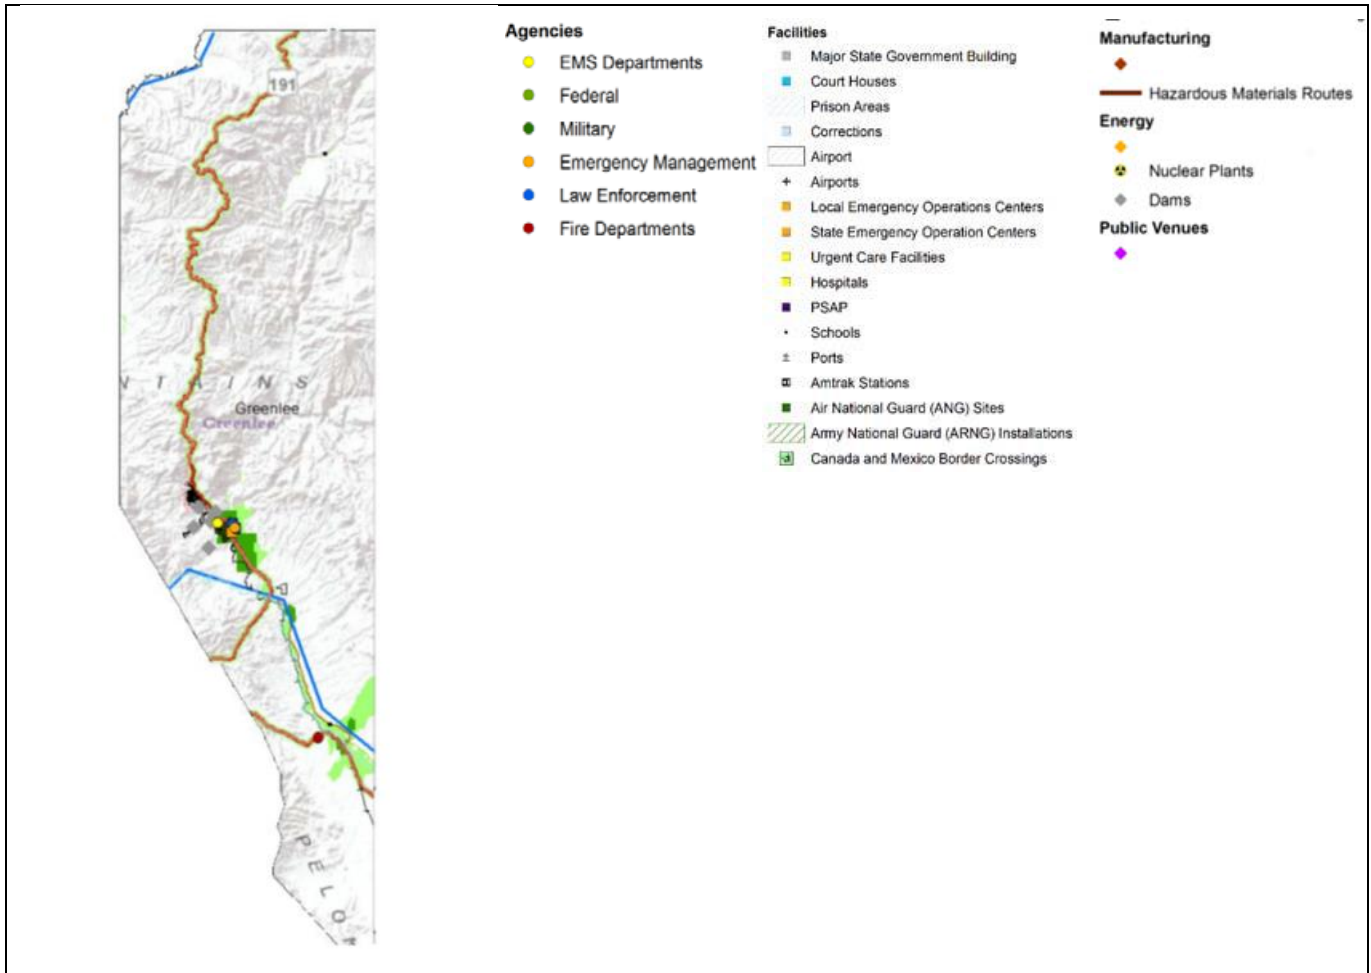 191
N T A I N S
Greenlee
Greenlee
P E L O
Agencies
EMS Departments
Federal
Military
Emergency Management
Law Enforcement
Fire Departments
Facilities
Major State Government Building
Court Houses
Prison Areas
Corrections
Airport
Airports
Local Emergency Operations Centers
State Emergency Operation Centers
Urgent Care Facilities
Hospitals
PSAP
Schools
Ports
Amtrak Stations
Air National Guard (ANG) Sites
Army National Guard (ARNG) Installations
Canada and Mexico Border Crossings
Manufacturing
Hazardous Materials Routes
Energy
Nuclear Plants
Dams
Public Venues